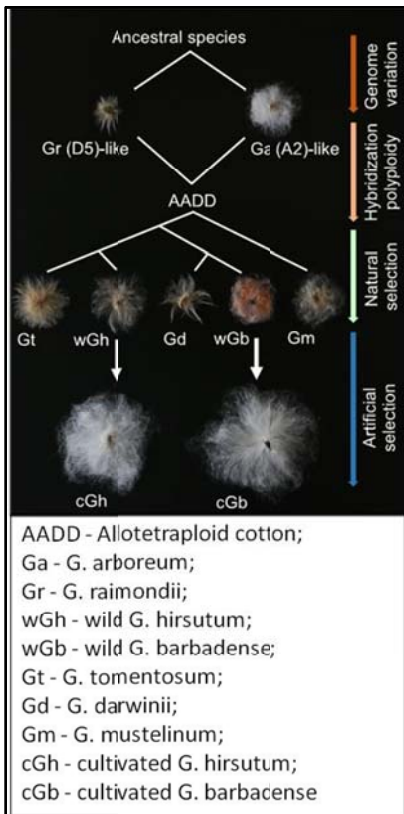 Ancestral species
Gr (D5)-like
Ga (A2)-like
AADD
Gt
wGh
Gd
wGb
Gm
cGh
cGb
Genome variation
Hybridization polyploidy
Natural selection
Artificial selection
AADD - Allotetraploid cotton;
Ga - G. arboreum;
Gr - G. raimondii;
wGh - wild G. hirsutum;
wGb - wild G. barbadense;
Gt - G. tomentosum;
Gd - G. darwinii;
Gm - G. mustelinum;
cGh - cultivated G. hirsutum;
cGb - cultivated G. barbacense